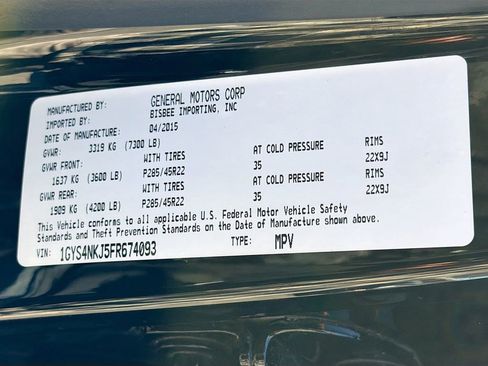 MANUFACTURED BY: GENERAL MOTORS CORP
IMPORTED BY: BISBEE IMPORTING, INC
DATE OF MANUFACTURE: 04/2015
GVWR: 3319 KG (7300 LB)
GVWR FRONT: WITH TIRES AT COLD PRESSURE RIMS
1637 KG (3600 LB) P285/45R22 35 22X9J
GVWR REAR: WITH TIRES AT COLD PRESSURE RIMS
1909 KG (4200 LB) P285/45R22 35 22X9J
This Vehicle conforms to all applicable U.S. Federal Motor Vehicle Safety
Standards and Theft Prevention Standards on the Date of Manufacture shown above.
VIN: 1GYS4NKJ5FR674093 TYPE: MPV